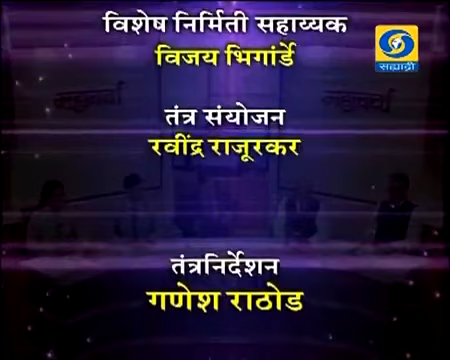 विशेष निर्मिती सहाय्यक
विजय भिगांर्डे
सह्याद्री
तंत्र संयोजन
रवींद्र राजूरकर
तंत्रनिर्देशन
गणेश राठोड